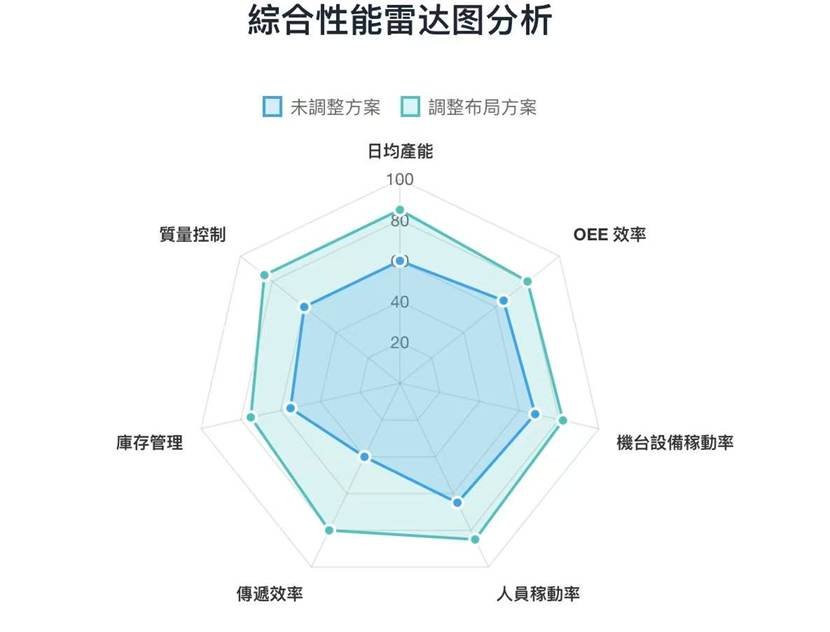 綜合性能雷达图分析
未調整方案 調整布局方案
日均產能
100
質量控制 OEE 效率
80
60
40
20
庫存管理 機台設備稼動率
傳遞效率 人員稼動率